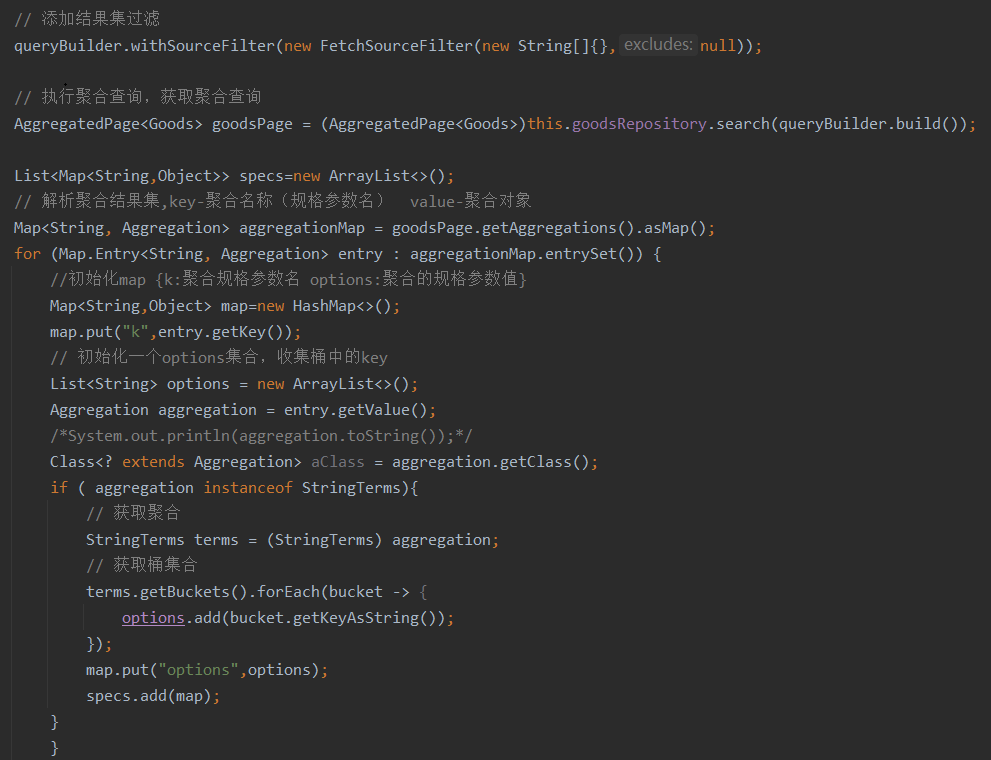 // 添加结果集过滤
queryBuilder.withSourceFilter(new FetchSourceFilter(new String[]{}, excludes: null));
// 执行聚合查询，获取聚合查询
AggregatedPage<Goods> goodsPage = (AggregatedPage<Goods>)this.goodsRepository.search(queryBuilder.build());
List<Map<String,Object>> specs=new ArrayList<>();
// 解析聚合结果集,key-聚合名称（规格参数名）  value-聚合对象
Map<String, Aggregation> aggregationMap = goodsPage.getAggregations().asMap();
for (Map.Entry<String, Aggregation> entry : aggregationMap.entrySet()) {
    //初始化map {k:聚合规格参数名 options:聚合的规格参数值}
    Map<String,Object> map=new HashMap<>();
    map.put("k",entry.getKey());
    // 初始化一个options集合，收集桶中的key
    List<String> options = new ArrayList<>();
    Aggregation aggregation = entry.getValue();
    /*System.out.println(aggregation.toString());*/
    Class<? extends Aggregation> aClass = aggregation.getClass();
    if ( aggregation instanceof StringTerms){
        // 获取聚合
        StringTerms terms = (StringTerms) aggregation;
        // 获取桶集合
        terms.getBuckets().forEach(bucket -> {
            options.add(bucket.getKeyAsString());
        });
        map.put("options",options);
        specs.add(map);
    }
    }